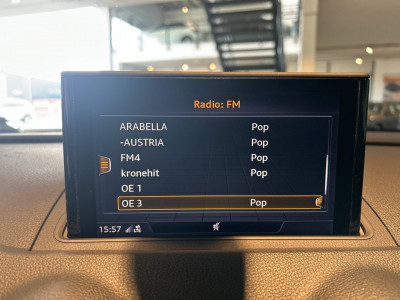 Radio: FM
ARABELLA Pop
-AUSTRIA Pop
FM4 Pop
kronehit Pop
OE 1
OE 3 Pop
15:57